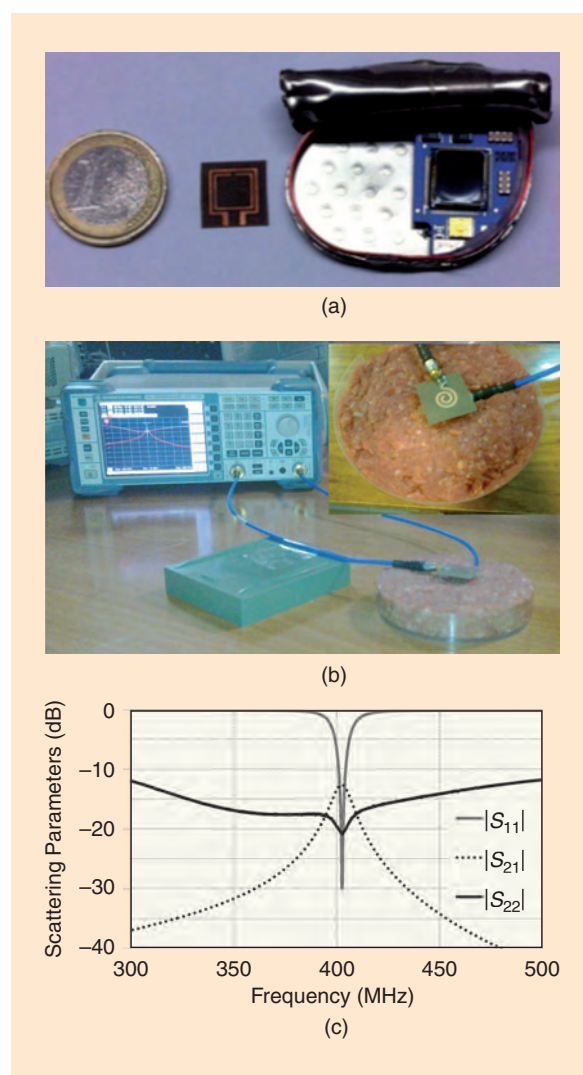 (a)
(b)
Scattering Parameters (dB)
0
–10
–20
–30
–40
|S11|
|S21|
|S22|
300
350
400
450
500
Frequency (MHz)
(c)